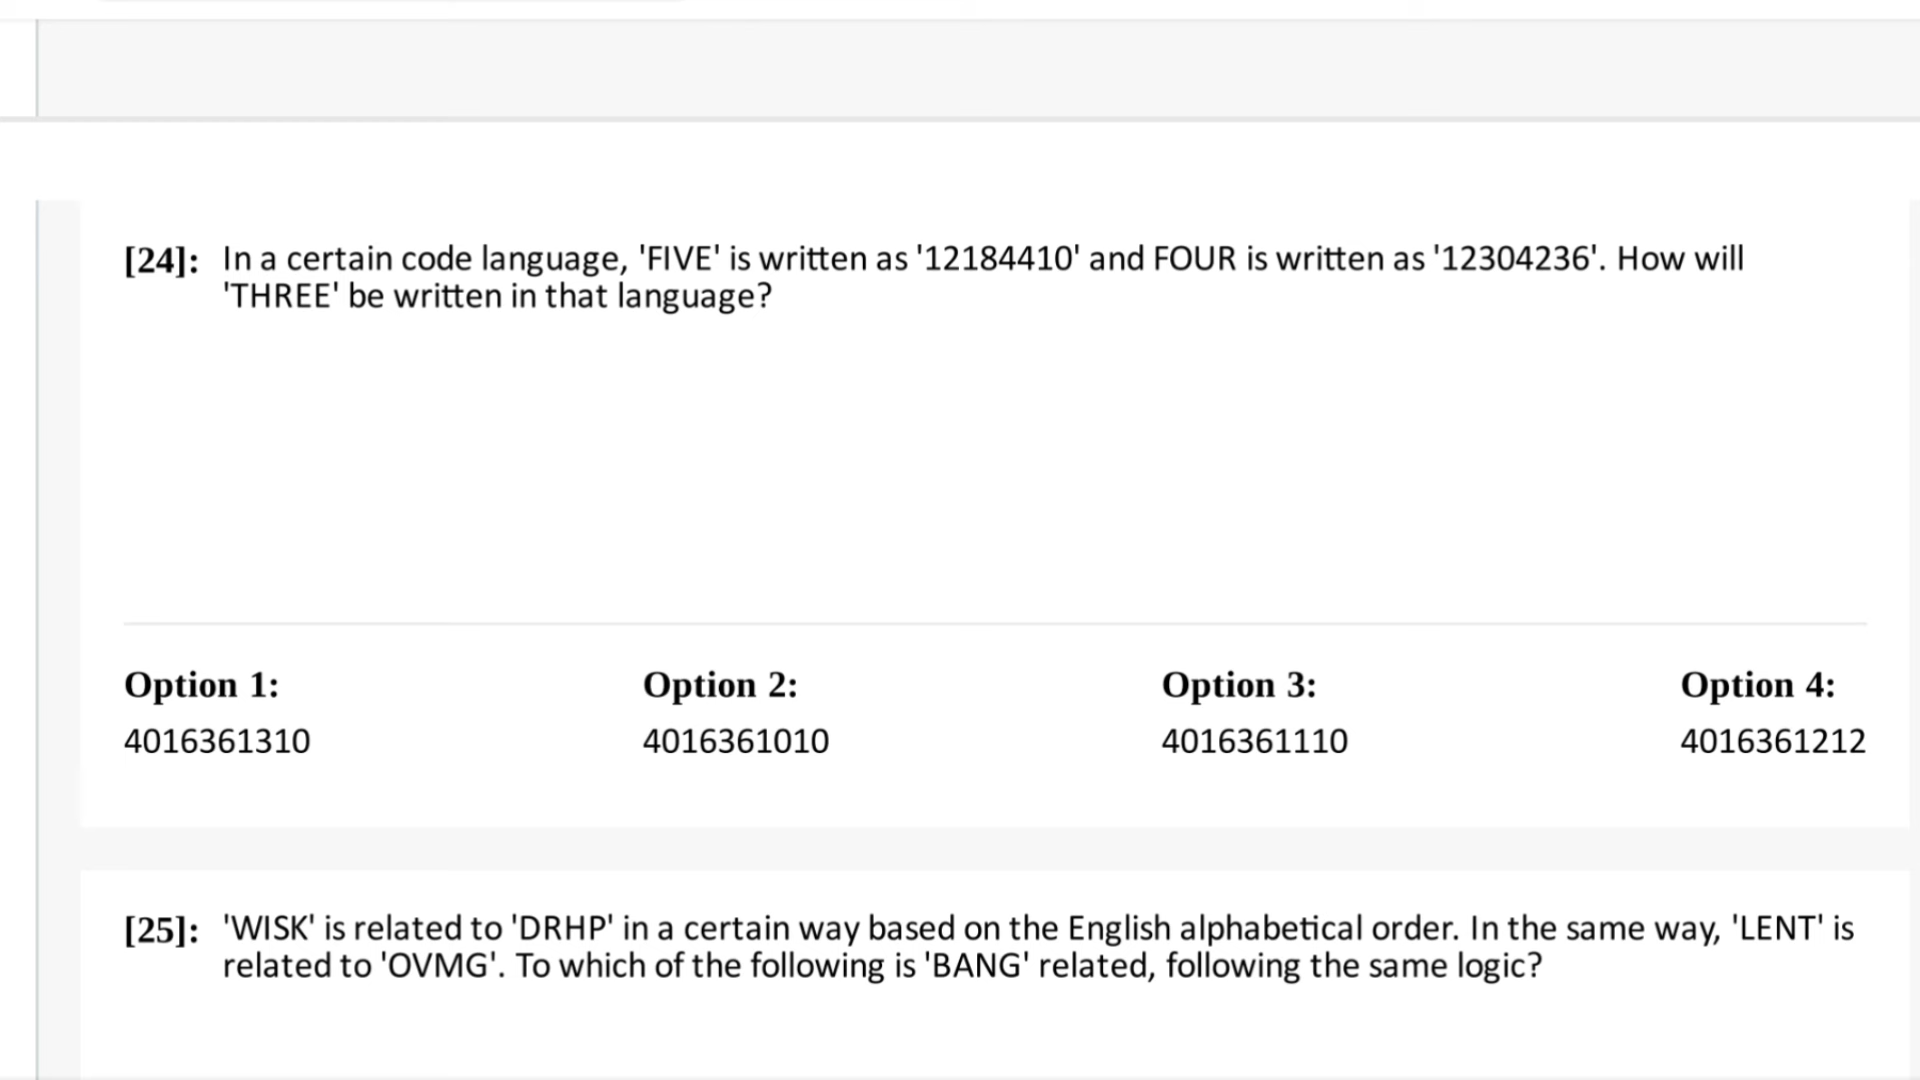 [24]: In a certain code language, 'FIVE' is written as '12184410' and FOUR is written as '12304236'. How will
'THREE' be written in that language?
Option 1: Option 2: Option 3: Option 4:
4016361310 4016361010 4016361110 4016361212
[25]: 'WISK' is related to 'DRHP' in a certain way based on the English alphabetical order. In the same way, 'LENT' is
related to 'OVMG'. To which of the following is 'BANG' related, following the same logic?